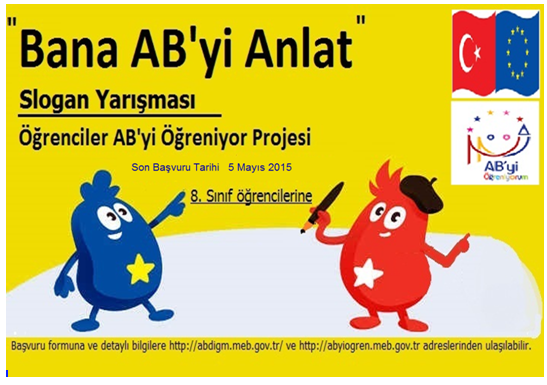 "Bana AB'yi Anlat"
Slogan Yarışması
Öğrenciler AB'yi Öğreniyor Projesi
Son Başvuru Tarihi 5 Mayıs 2015
8. Sınıf öğrencilerine
AB'yi
Öğreniyorum
Başvuru formuna ve detaylı bilgilere http://abdigm.meb.gov.tr/ ve http://abyiogren.meb.gov.tr adreslerinden ulaşılabilir.